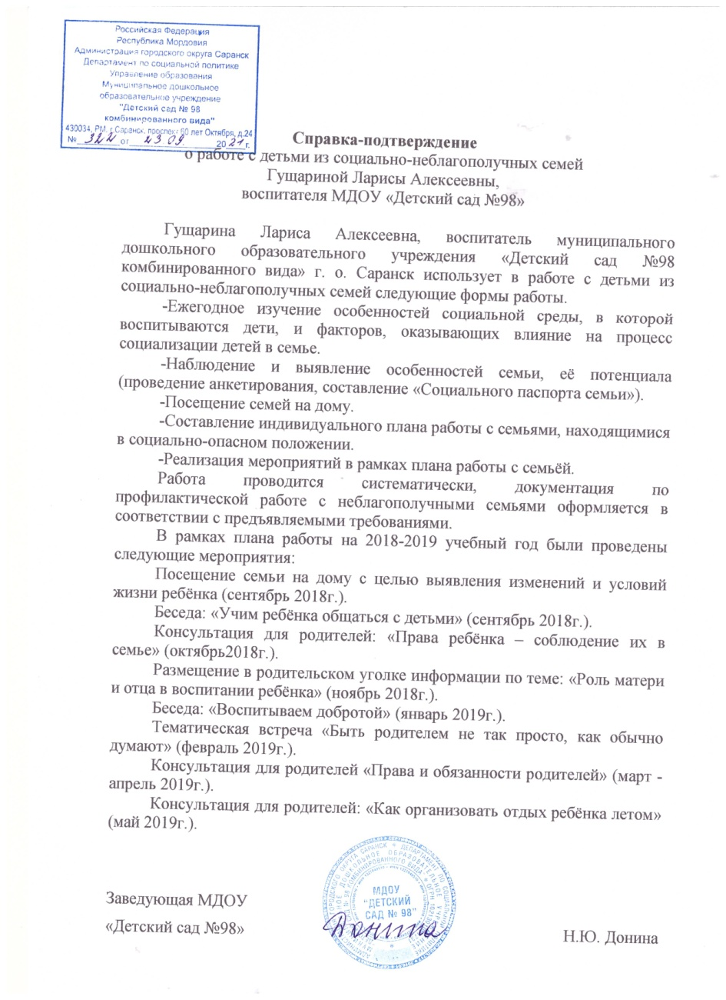 Российская Федерация
Республика Мордовия
Администрация городского округа Саранск
Департамент по социальной политике
Управление образования
Муниципальное дошкольное
образовательное учреждение
"Детский сад № 98
комбинированного вида"
430034, РМ, г.Саранск, проспект 60 лет Октября, д.24
№ 322 от 23.09. 2021 г.
Справка-подтверждение
о работе с детьми из социально-неблагополучных семей
Гущариной Ларисы Алексеевны,
воспитателя МДОУ «Детский сад №98»
Гущарина Лариса Алексеевна, воспитатель муниципального
дошкольного образовательного учреждения «Детский сад №98
комбинированного вида» г. о. Саранск использует в работе с детьми из
социально-неблагополучных семей следующие формы работы.
-Ежегодное изучение особенностей социальной среды, в которой
воспитываются дети, и факторов, оказывающих влияние на процесс
социализации детей в семье.
-Наблюдение и выявление особенностей семьи, её потенциала
(проведение анкетирования, составление «Социального паспорта семьи»).
-Посещение семей на дому.
-Составление индивидуального плана работы с семьями, находящимися
в социально-опасном положении.
-Реализация мероприятий в рамках плана работы с семьёй.
Работа проводится систематически, документация по
профилактической работе с неблагополучными семьями оформляется в
соответствии с предъявляемыми требованиями.
В рамках плана работы на 2018-2019 учебный год были проведены
следующие мероприятия:
Посещение семьи на дому с целью выявления изменений и условий
жизни ребёнка (сентябрь 2018г.).
Беседа: «Учим ребёнка общаться с детьми» (сентябрь 2018г.).
Консультация для родителей: «Права ребёнка – соблюдение их в
семье» (октябрь2018г.).
Размещение в родительском уголке информации по теме: «Роль матери
и отца в воспитании ребёнка» (ноябрь 2018г.).
Беседа: «Воспитываем добротой» (январь 2019г.).
Тематическая встреча «Быть родителем не так просто, как обычно
думают» (февраль 2019г.).
Консультация для родителей «Права и обязанности родителей» (март -
апрель 2019г.).
Консультация для родителей: «Как организовать отдых ребёнка летом»
(май 2019г.).
МДОУ
"ДЕТСКИЙ
САД № 98"
Донина
Заведующая МДОУ
«Детский сад №98»
Н.Ю. Донина